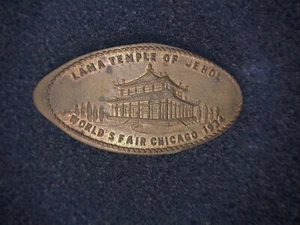 LAMA TEMPLE OF JEHOL
WORLD'S FAIR CHICAGO 1934